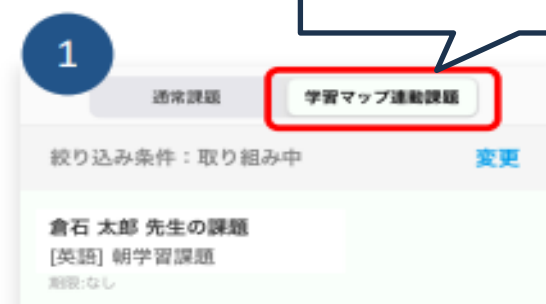 1
通常課題 学習マップ連動課題
絞り込み条件：取り組み中 変更
倉石 太郎 先生の課題
[英語] 朝学習課題
期限:なし